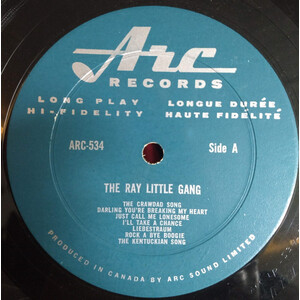 Arc
RECORDS
LONG PLAY LONGUE DURÉE
HI-FIDELITY HAUTE FIDÉLITÉ
ARC-534 Side A
THE RAY LITTLE GANG
THE CRAWDAD SONG
DARLING YOU'RE BREAKING MY HEART
JUST CALL ME LONESOME
I'LL TAKE A CHANCE
LIEBESTRAUM
ROCK A BYE BOOGIE
THE KENTUCKIAN SONG
PRODUCED IN CANADA BY ARC SOUND LIMITED